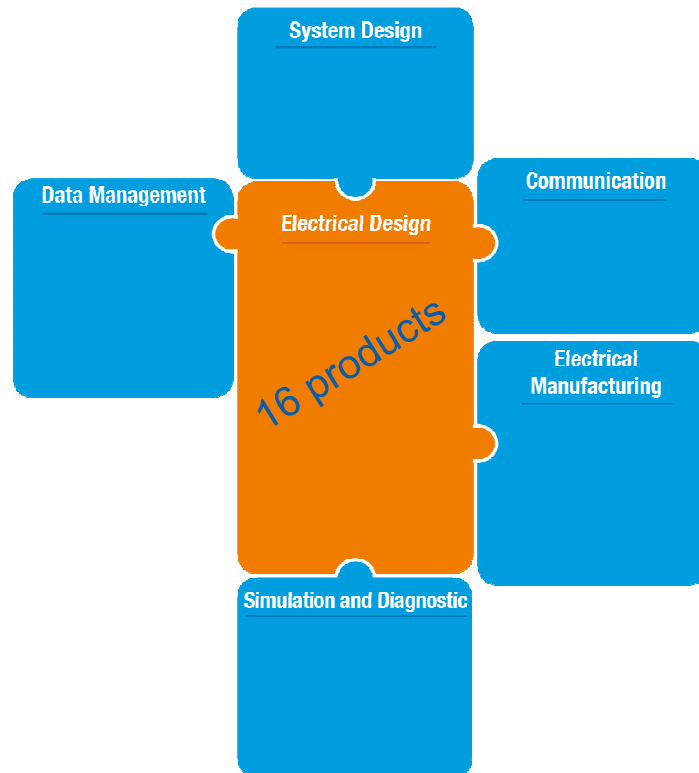 System Design
Data Management
Communication
Electrical Design
16 products
Electrical
Manufacturing
Simulation and Diagnostic